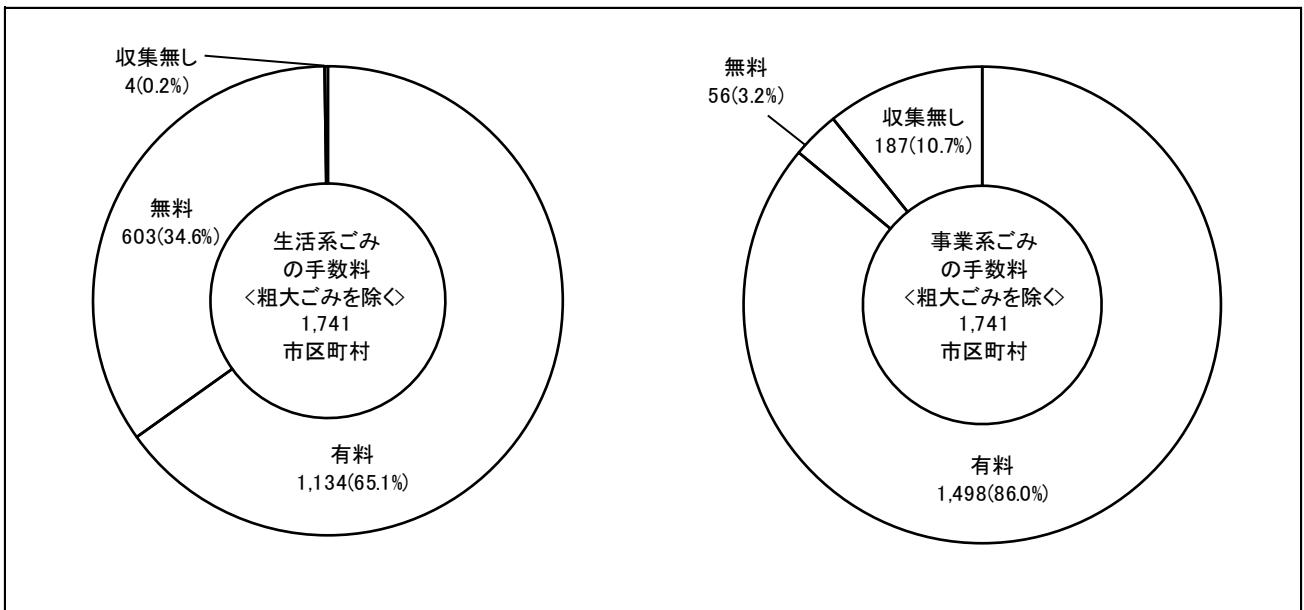 収集無し
4(0.2%)
無料
603(34.6%)
生活系ごみ
の手数料
<粗大ごみを除く>
1,741
市区町村
有料
1,134(65.1%)
無料
56(3.2%)
収集無し
187(10.7%)
事業系ごみ
の手数料
<粗大ごみを除く>
1,741
市区町村
有料
1,498(86.0%)